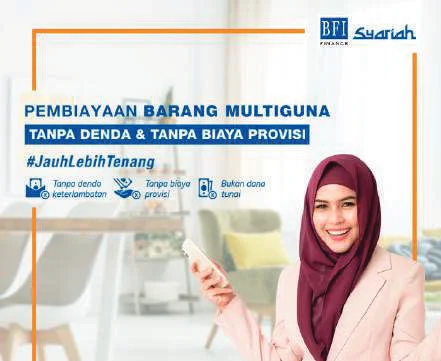 BFI Syariah
FINANCE
PEMBIAYAAN BARANG MULTIGUNA
TANPA DENDA & TANPA BIAYA PROVISI
#JauhLebihTenang
Tanpa denda
keterlambatan
Tanpa biaya
provisi
Bukan dana
tunai